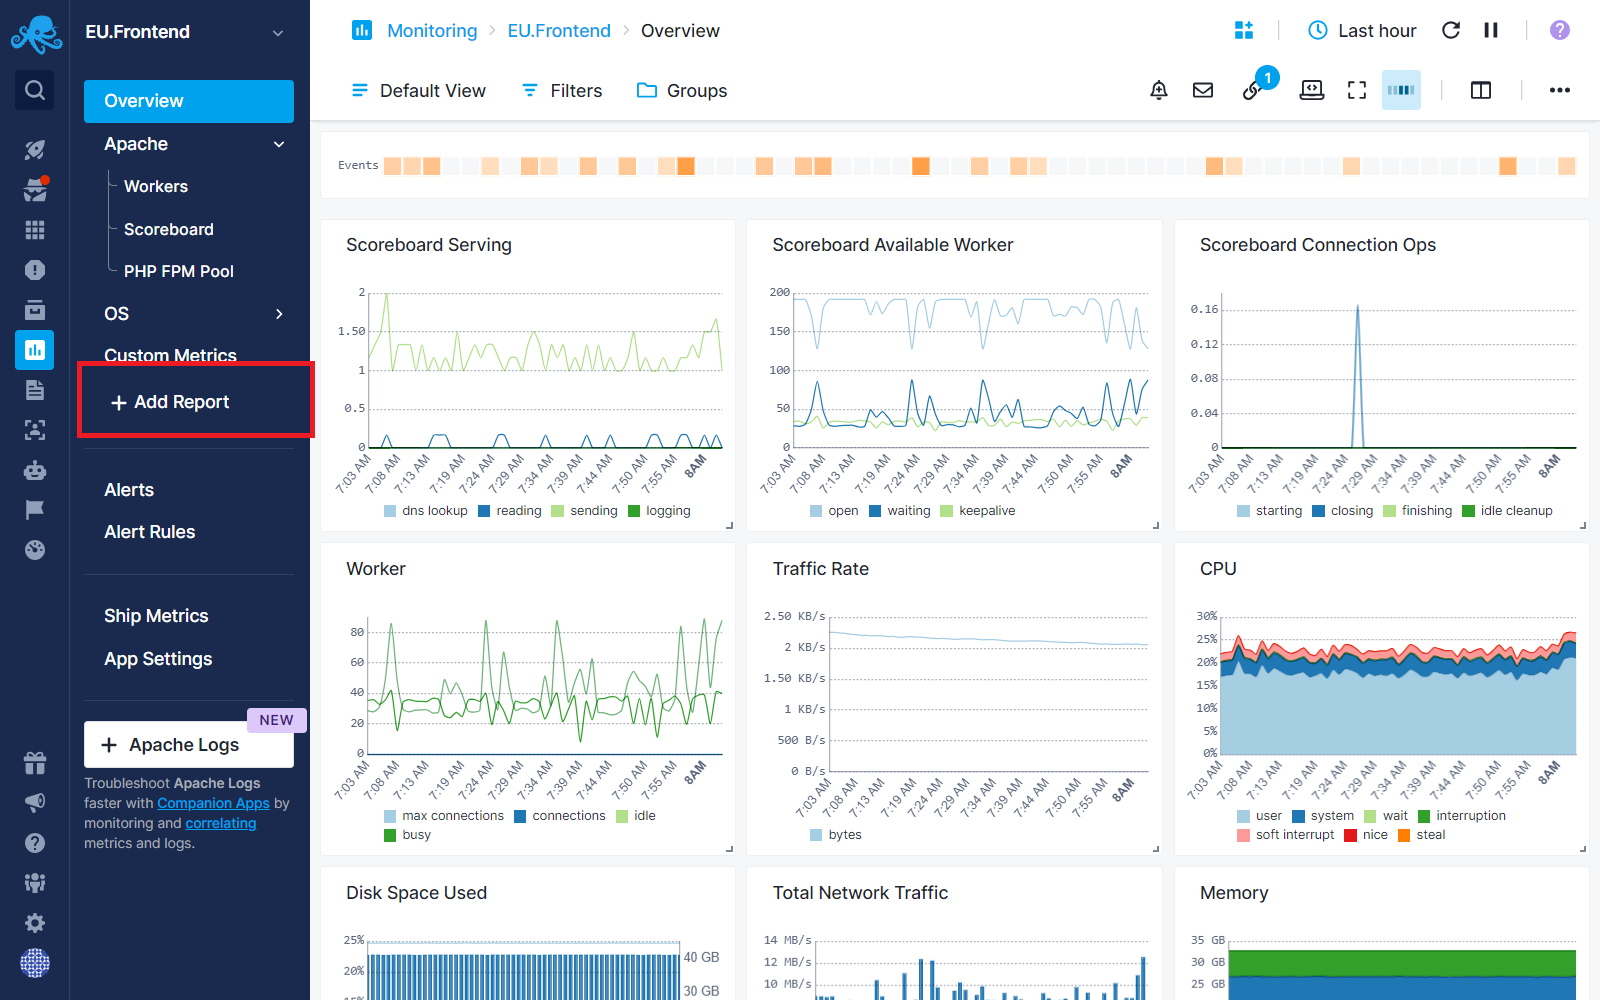 EU.Frontend
Monitoring
EU.Frontend
Overview
Last hour
Default View
Filters
Groups
1
Overview
Apache
Workers
Scoreboard
PHP FPM Pool
OS
Custom Metrics
+ Add Report
Alerts
Alert Rules
Ship Metrics
App Settings
NEW
+ Apache Logs
Troubleshoot Apache Logs
faster with Companion Apps by
monitoring and correlating
metrics and logs.
Events
Scoreboard Serving
2
1.50
1
0.5
0
7:03 AM
7:08 AM
7:13 AM
7:19 AM
7:24 AM
7:29 AM
7:34 AM
7:39 AM
7:44 AM
7:50 AM
7:55 AM
8AM
dns lookup reading sending logging
Scoreboard Available Worker
200
150
100
50
0
7:03 AM
7:08 AM
7:13 AM
7:19 AM
7:24 AM
7:29 AM
7:34 AM
7:39 AM
7:44 AM
7:50 AM
7:55 AM
8AM
open waiting keepalive
Scoreboard Connection Ops
0.16
0.12
0.08
0.04
0
7:03 AM
7:08 AM
7:13 AM
7:19 AM
7:24 AM
7:29 AM
7:34 AM
7:39 AM
7:44 AM
7:50 AM
7:55 AM
8AM
starting closing finishing idle cleanup
Worker
80
60
40
20
0
7:03 AM
7:08 AM
7:13 AM
7:19 AM
7:24 AM
7:29 AM
7:34 AM
7:39 AM
7:44 AM
7:50 AM
7:55 AM
8AM
max connections connections idle
busy
Traffic Rate
2.50 KB/s
2 KB/s
1.50 KB/s
1 KB/s
500 B/s
0 B/s
7:03 AM
7:08 AM
7:13 AM
7:19 AM
7:24 AM
7:29 AM
7:34 AM
7:39 AM
7:44 AM
7:50 AM
7:55 AM
8AM
bytes
CPU
30%
25%
20%
15%
10%
5%
0%
7:03 AM
7:08 AM
7:13 AM
7:19 AM
7:24 AM
7:29 AM
7:34 AM
7:39 AM
7:44 AM
7:50 AM
7:55 AM
8AM
user system wait interruption
soft interrupt nice steal
Disk Space Used
25%
20%
15%
40 GB
30 GB
Total Network Traffic
14 MB/s
12 MB/s
10 MB/s
Memory
35 GB
30 GB
25 GB